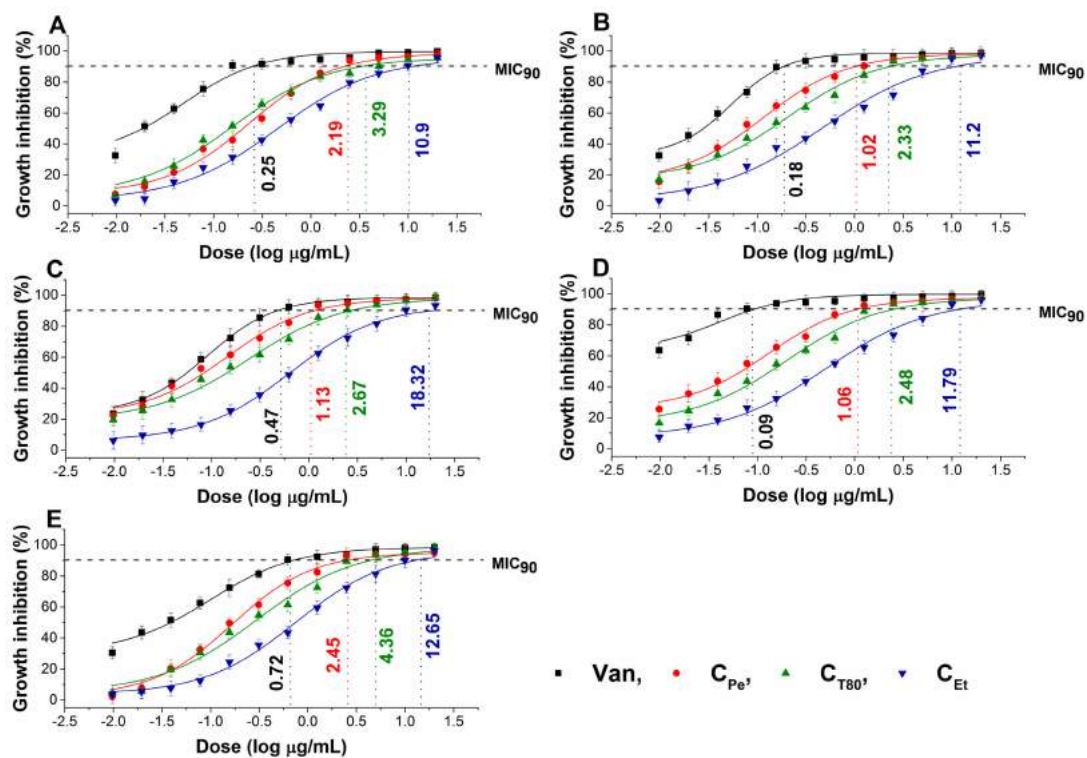 A
Growth inhibition (%)
100
80
60
40
20
0
MIC90
0.25
2.19
3.29
10.9
-2.5 -2.0 -1.5 -1.0 -0.5 0.0 0.5 1.0 1.5
Dose (log μg/mL)
B
Growth inhibition (%)
100
80
60
40
20
0
MIC90
0.18
1.02
2.33
11.2
-2.5 -2.0 -1.5 -1.0 -0.5 0.0 0.5 1.0 1.5
Dose (log μg/mL)
C
Growth inhibition (%)
100
80
60
40
20
0
MIC90
0.47
1.13
2.67
18.32
-2.5 -2.0 -1.5 -1.0 -0.5 0.0 0.5 1.0 1.5
Dose (log μg/mL)
D
Growth inhibition (%)
100
80
60
40
20
0
MIC90
0.09
1.06
2.48
11.79
-2.5 -2.0 -1.5 -1.0 -0.5 0.0 0.5 1.0 1.5
Dose (log μg/mL)
E
Growth inhibition (%)
100
80
60
40
20
0
MIC90
0.72
2.45
4.36
12.65
-2.5 -2.0 -1.5 -1.0 -0.5 0.0 0.5 1.0 1.5
Dose (log μg/mL)
Van, CPe, CT80, CEt